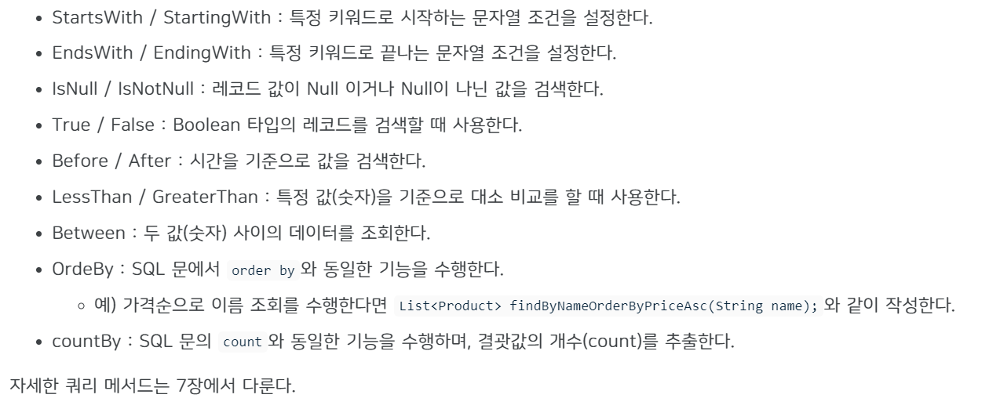 StartsWith / StartingWith : 특정 키워드로 시작하는 문자열 조건을 설정한다.
EndsWith / EndingWith : 특정 키워드로 끝나는 문자열 조건을 설정한다.
IsNull / IsNotNull : 레코드 값이 Null 이거나 Null이 나닌 값을 검색한다.
True / False : Boolean 타입의 레코드를 검색할 때 사용한다.
Before / After : 시간을 기준으로 값을 검색한다.
LessThan / GreaterThan : 특정 값(숫자)을 기준으로 대소 비교를 할 때 사용한다.
Between : 두 값(숫자) 사이의 데이터를 조회한다.
OrdeBy : SQL 문에서 order by 와 동일한 기능을 수행한다.
예) 가격순으로 이름 조회를 수행한다면 List<Product> findByNameOrderByPriceAsc(String name); 와 같이 작성한다.
countBy : SQL 문의 count 와 동일한 기능을 수행하며, 결괏값의 개수(count)를 추출한다.
자세한 쿼리 메서드는 7장에서 다룬다.